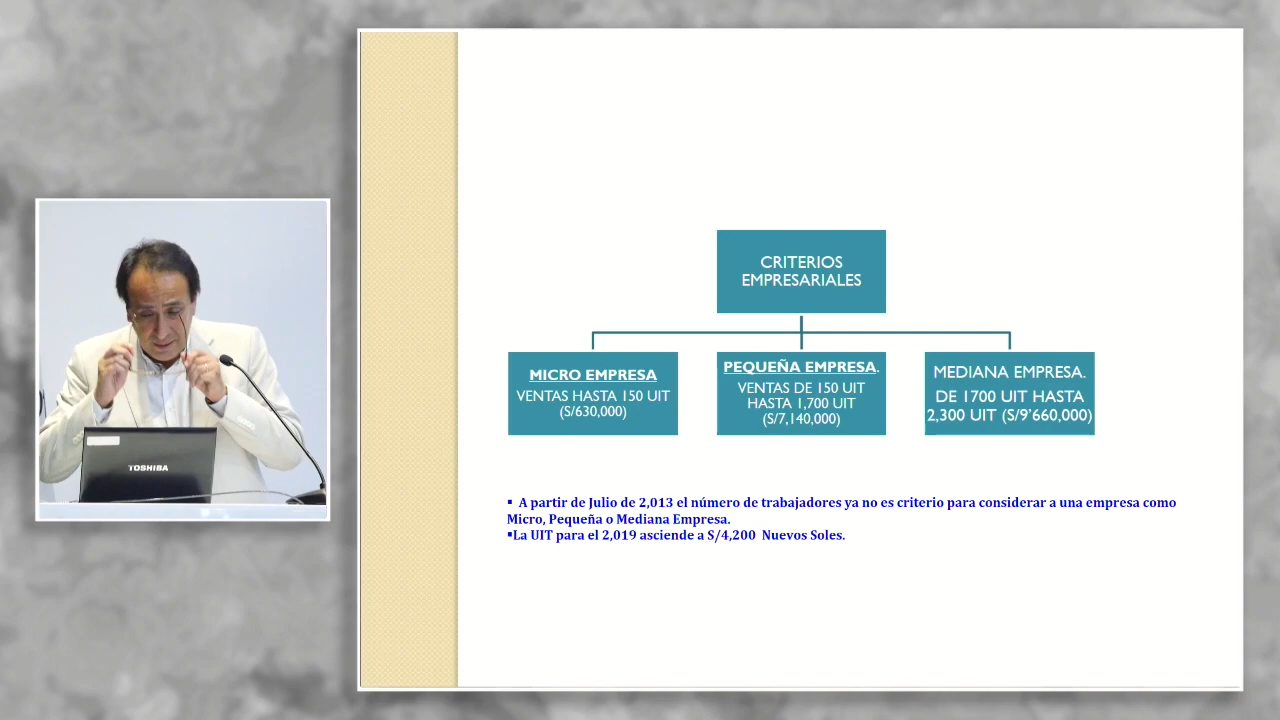 CRITERIOS
EMPRESARIALES
MICRO EMPRESA
VENTAS HASTA 150 UIT
(S/630,000)
PEQUEÑA EMPRESA.
VENTAS DE 150 UIT
HASTA 1,700 UIT
(S/7,140,000)
MEDIANA EMPRESA.
DE 1700 UIT HASTA
2,300 UIT (S/9'660,000)
▪ A partir de Julio de 2,013 el número de trabajadores ya no es criterio para considerar a una empresa como
Micro, Pequeña o Mediana Empresa.
▪La UIT para el 2,019 asciende a S/4,200 Nuevos Soles.
TOSHIBA